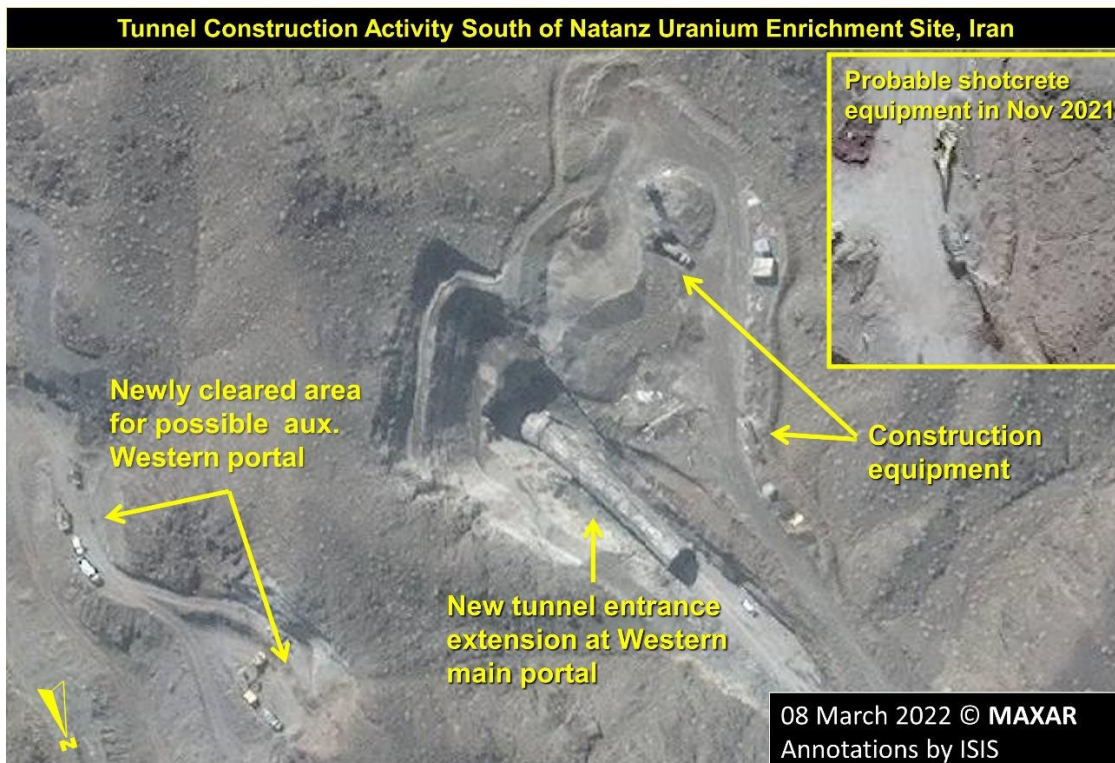 Tunnel Construction Activity South of Natanz Uranium Enrichment Site, Iran
Probable shotcrete
equipment in Nov 2021
Newly cleared area
for possible aux.
Western portal
Construction
equipment
New tunnel entrance
extension at Western
main portal
N
08 March 2022 © MAXAR
Annotations by ISIS